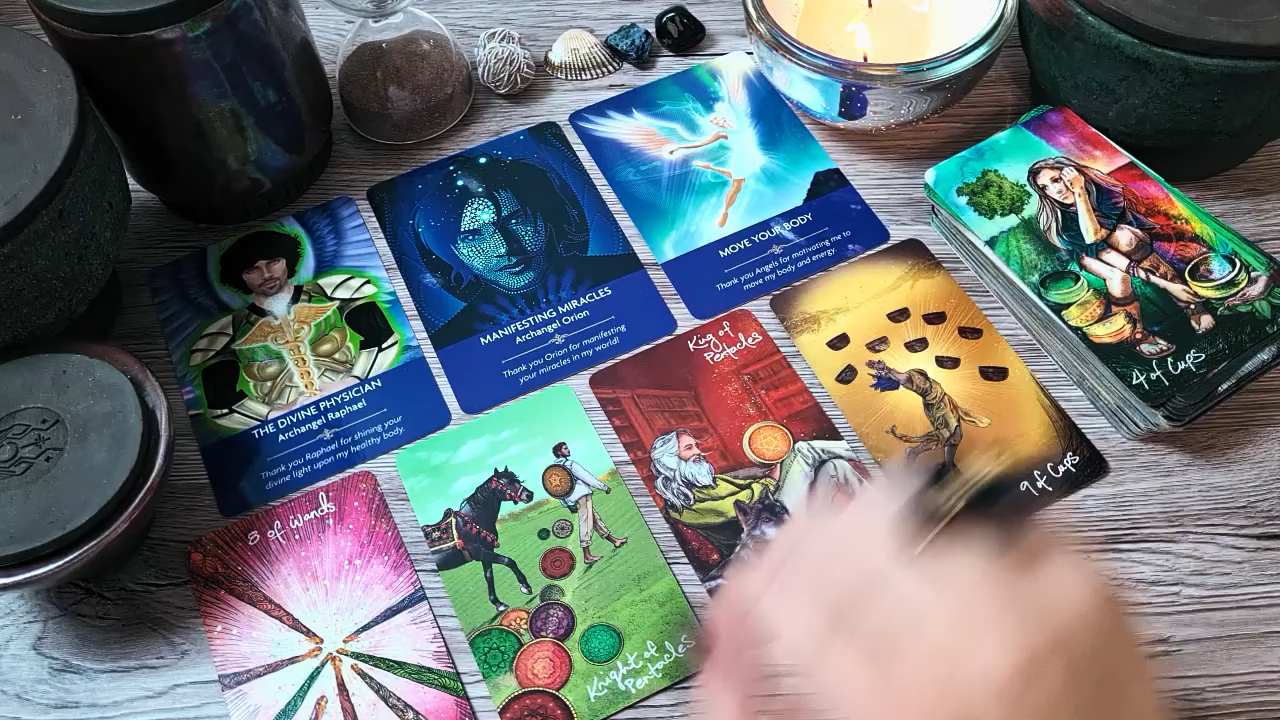 THE DIVINE PHYSICIAN
Archangel Raphael
Thank you Raphael for shining your
divine light upon my healthy body.
MANIFESTING MIRACLES
Archangel Orion
Thank you Orion for manifesting
your miracles in my world!
MOVE YOUR BODY
Thank you Angels for motivating me to
move my body and energy.
4 of Cups
8 of Wands
Knight of
Pentacles
King of
Pentacles
9 of Cups